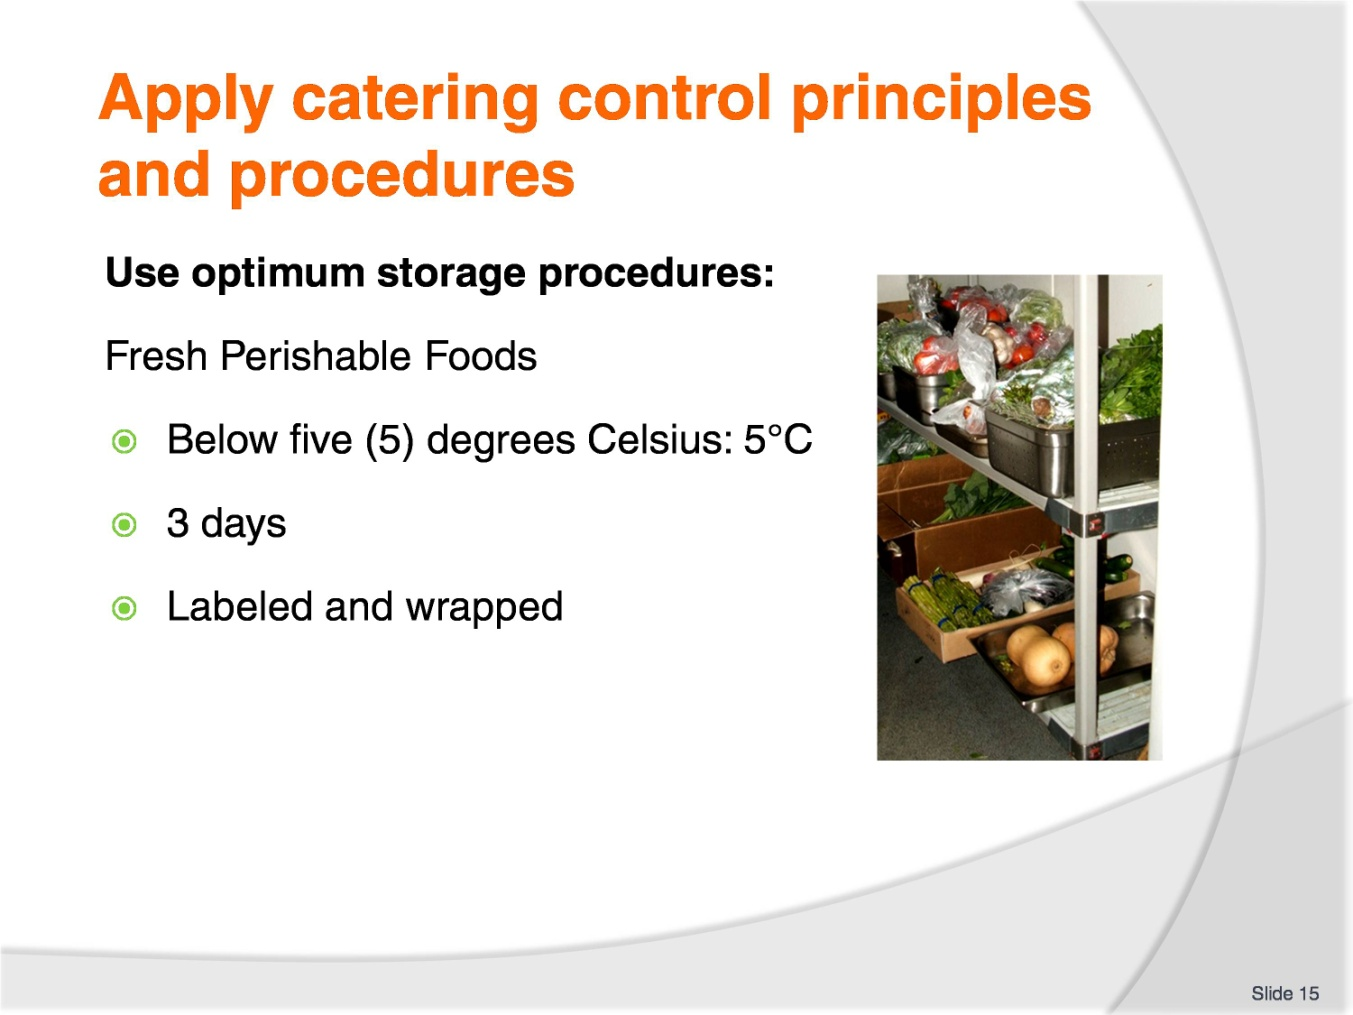 Apply catering control principles
and procedures
Use optimum storage procedures:
Fresh Perishable Foods
Below five (5) degrees Celsius: 5°C
3 days
Labeled and wrapped
Slide 15